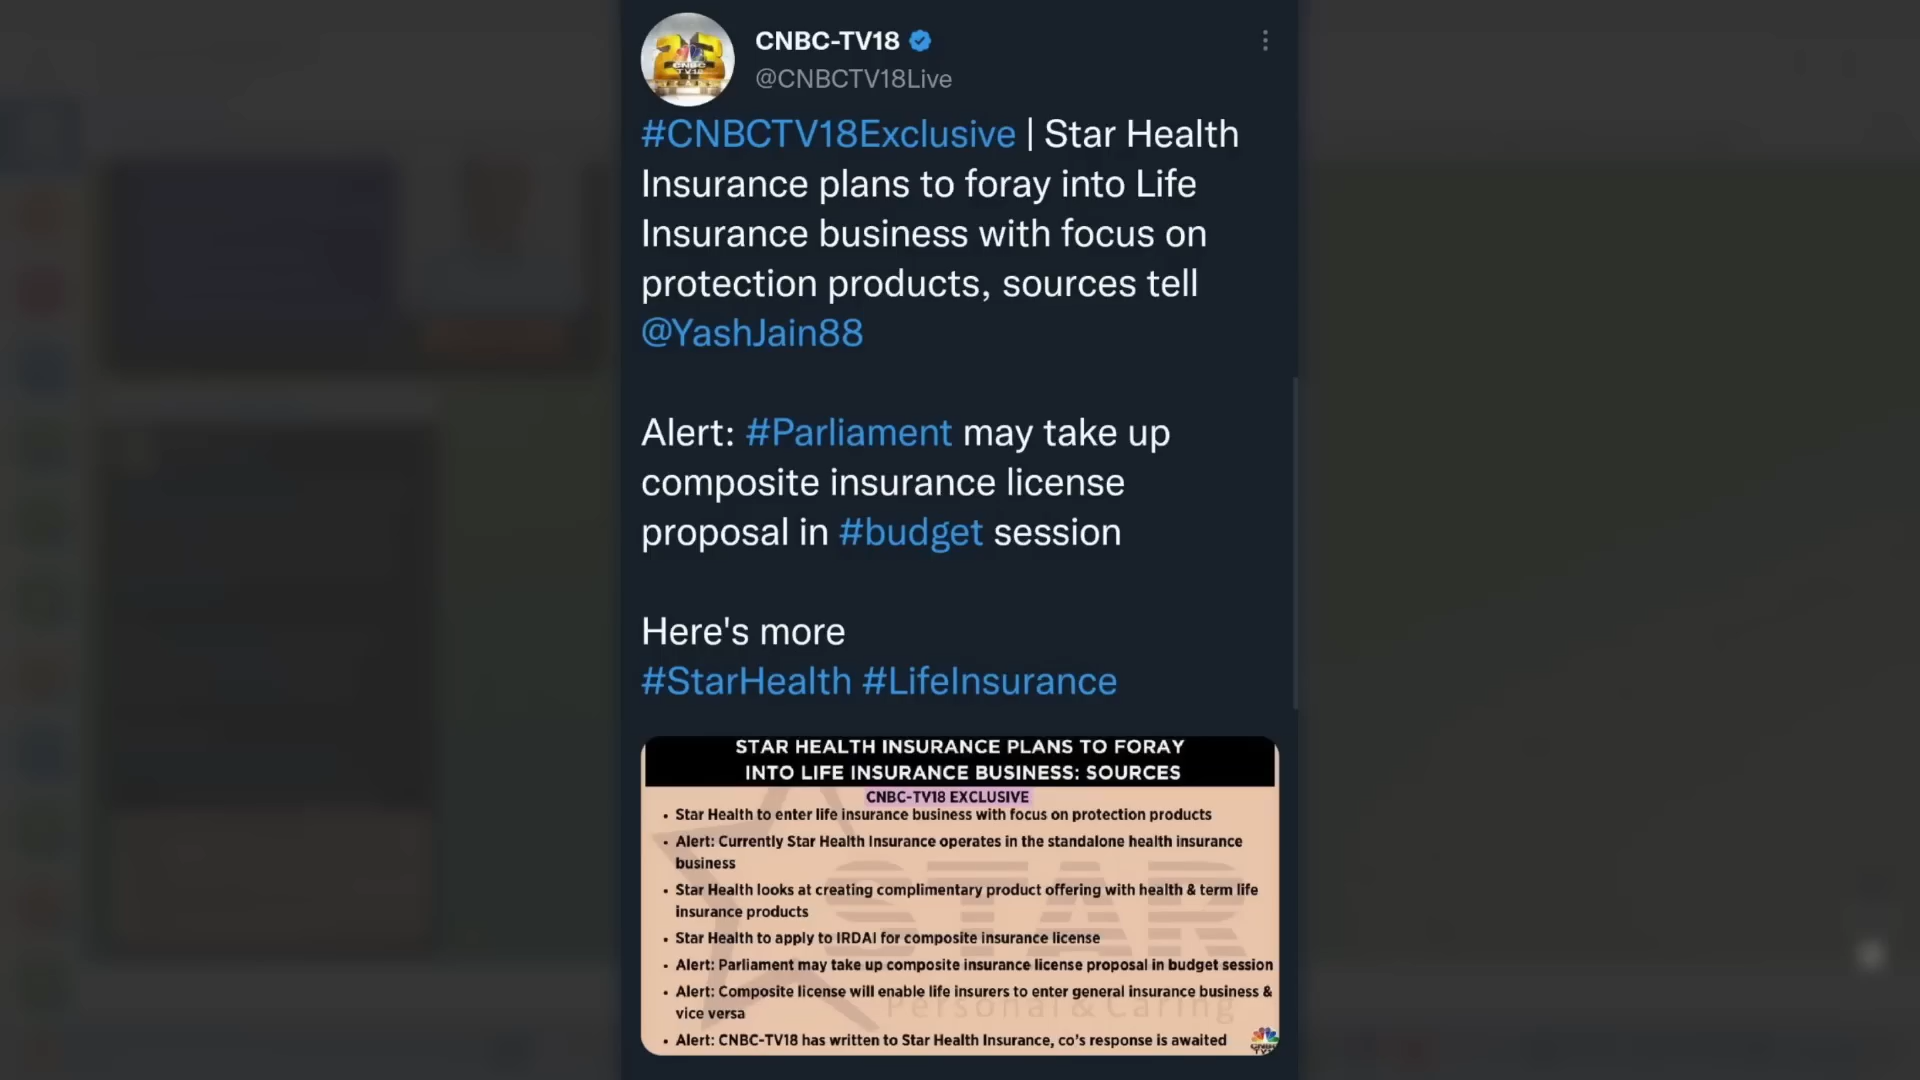 CNBC-TV18
@CNBCTV18Live
#CNBCTV18Exclusive | Star Health
Insurance plans to foray into Life
Insurance business with focus on
protection products, sources tell
@YashJain88
Alert: #Parliament may take up
composite insurance license
proposal in #budget session
Here's more
#StarHealth #LifeInsurance
STAR HEALTH INSURANCE PLANS TO FORAY
INTO LIFE INSURANCE BUSINESS: SOURCES
CNBC-TV18 EXCLUSIVE
• Star Health to enter life insurance business with focus on protection products
• Alert: Currently Star Health Insurance operates in the standalone health insurance
business
• Star Health looks at creating complimentary product offering with health & term life
insurance products
• Star Health to apply to IRDAI for composite insurance license
• Alert: Parliament may take up composite insurance license proposal in budget session
• Alert: Composite license will enable life insurers to enter general insurance business &
vice versa
• Alert: CNBC-TV18 has written to Star Health Insurance, co's response is awaited
STAR
Personal & Caring
CNBC
TV18